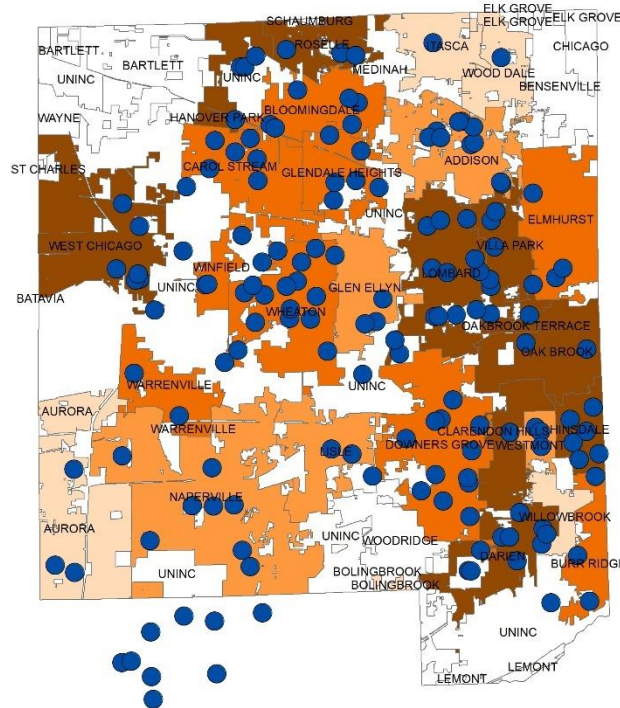 ELK GROVE
SCHAUMBURG
ELK GROVE
ELK GROVE
ROSELLE
ITASCA
BARTLETT
CHICAGO
BARTLETT
MEDINAH
UNINC
UNINC
WOOD DALE
BENSENVILLE
BLOOMINGDALE
WAYNE
HANOVER PARK
ADDISON
CAROL STREAM
ST CHARLES
GLENDALE HEIGHTS
UNINC
ELMHURST
WEST CHICAGO
VILLA PARK
WINFIELD
LOMBARD
UNINC
GLEN ELLYN
BATAVIA
WHEATON
OAKBROOK TERRACE
OAK BROOK
WARRENVILLE
UNINC
AURORA
WARRENVILLE
CLARENDON HILLS
HINSDALE
DOWNERS GROVE
WESTMONT
LISLE
NAPERVILLE
WILLOWBROOK
AURORA
UNINC
WOODRIDGE
DARIEN
BURR RIDGE
UNINC
BOLINGBROOK
BOLINGBROOK
UNINC
LEMONT
LEMONT